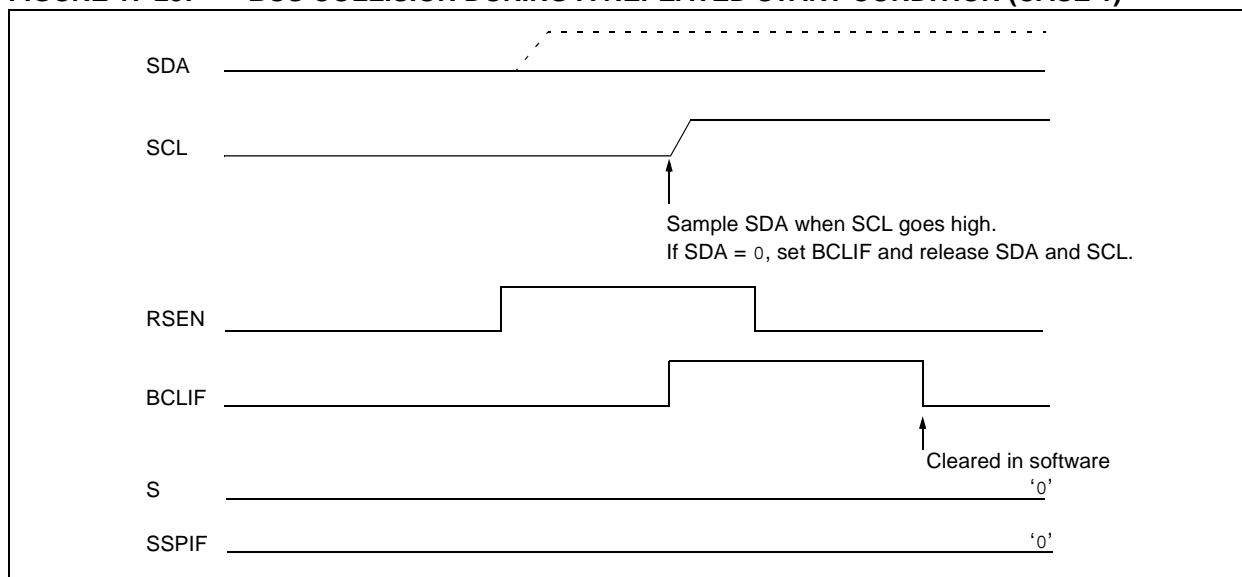 SDA
SCL
Sample SDA when SCL goes high.
If SDA = 0, set BCLIF and release SDA and SCL.
RSEN
BCLIF
Cleared in software
S ‘0’
SSPIF ‘0’